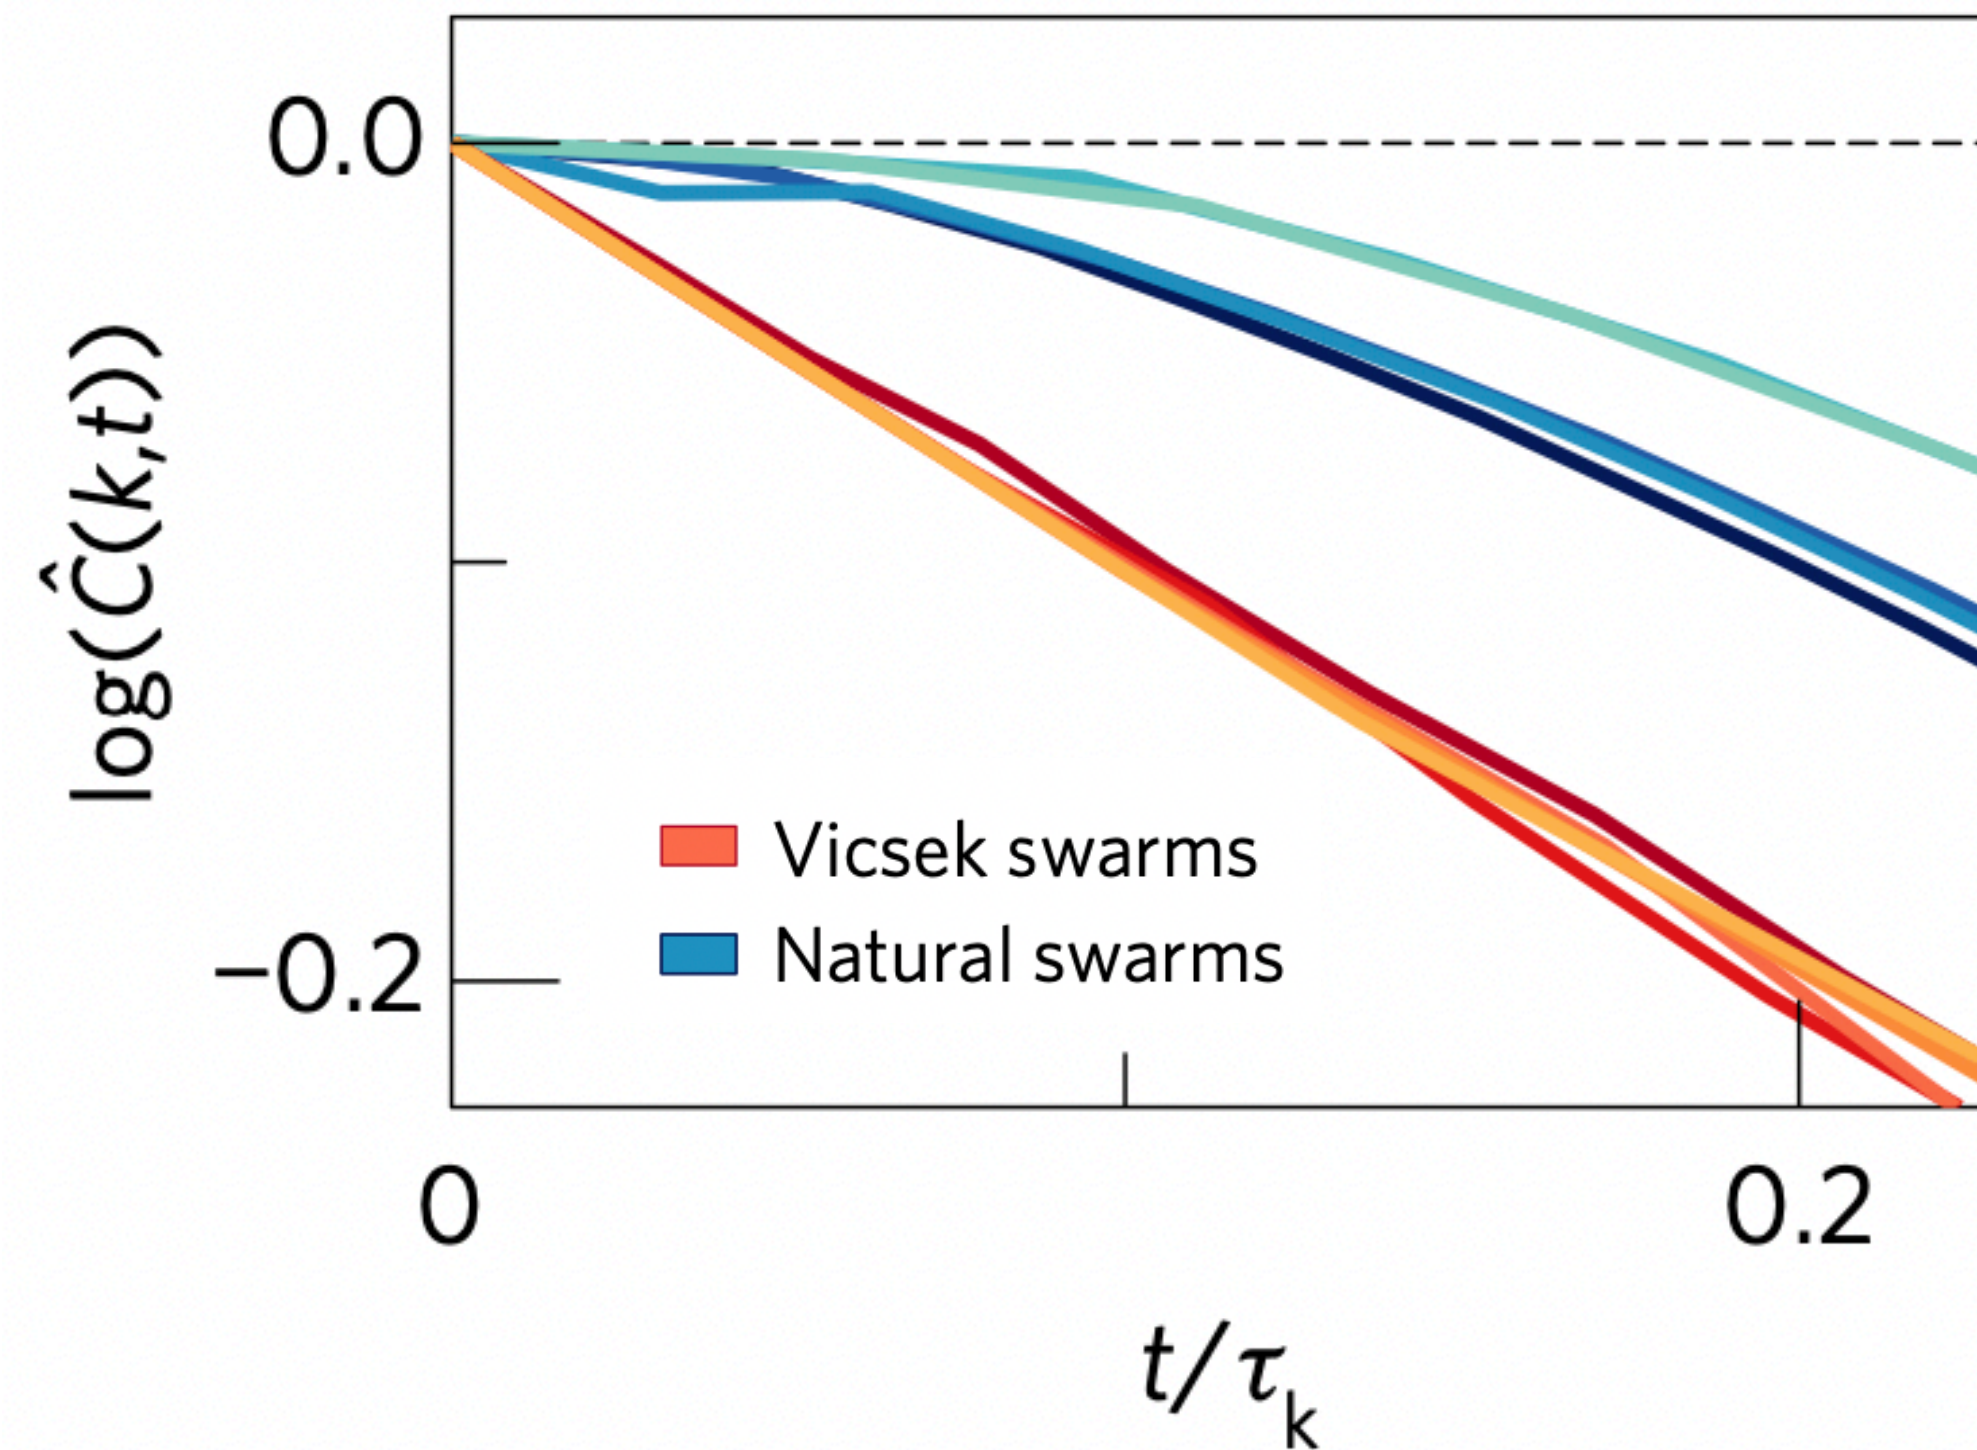 0.0
log(Ĉ(k,t))
Vicsek swarms
Natural swarms
−0.2
0 0.2
t/τk